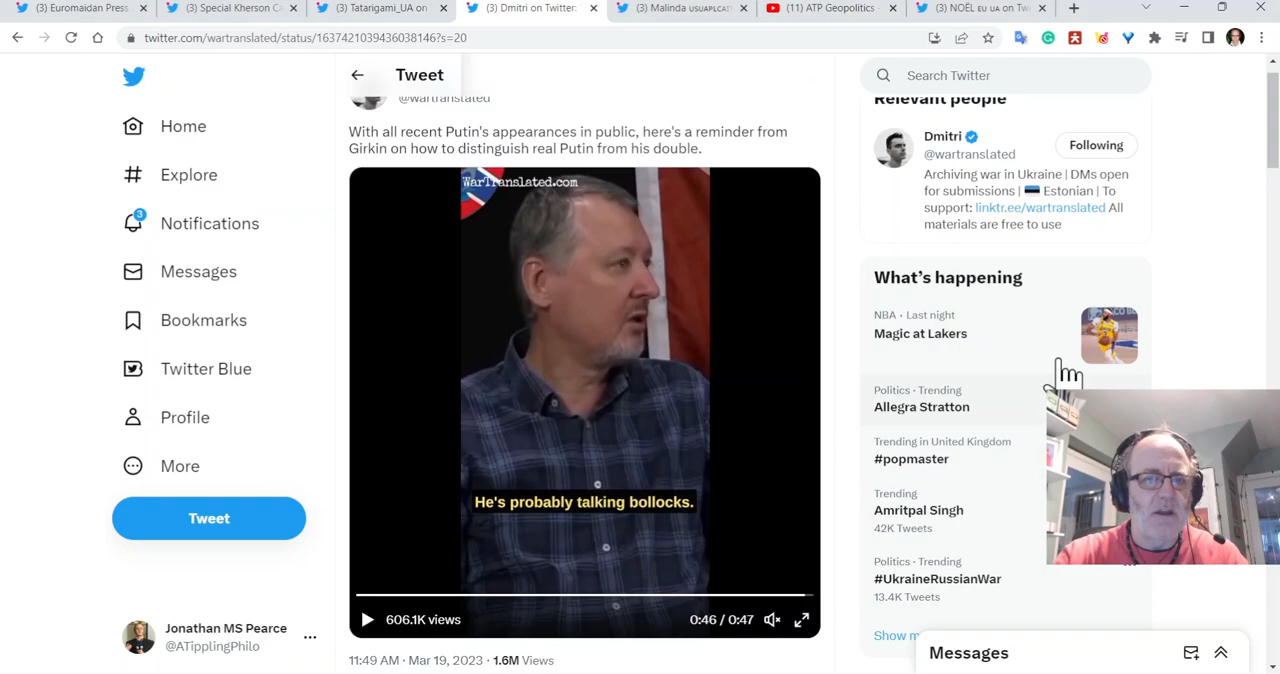 (3) Euromaidan Press
(3) Special Kherson C
(3) Tatarigami_UA o
(3) Dmitri on Twitter:
(3) Malinda ᴜsᴜᴀᴘʟᴄᴀᴛ
(11) ATP Geopolitics -
(3) NOËL ᴇᴜ ᴜᴀ on Tw
twitter.com/wartranslated/status/1637421039436038146?s=20
Home
Explore
3
Notifications
Messages
Bookmarks
Twitter Blue
Profile
More
Tweet
Jonathan MS Pearce
@ATipplingPhilo
Tweet
@wartranslated
With all recent Putin's appearances in public, here's a reminder from
Girkin on how to distinguish real Putin from his double.
WarTranslated.com
He's probably talking bollocks.
606.1K views
0:46 / 0:47
11:49 AM · Mar 19, 2023 · 1.6M Views
Search Twitter
Relevant people
Dmitri
@wartranslated
Following
Archiving war in Ukraine | DMs open
for submissions | Estonian | To
support: linktr.ee/wartranslated All
materials are free to use
What's happening
NBA · Last night
Magic at Lakers
Politics · Trending
Allegra Stratton
Trending in United Kingdom
#popmaster
Trending
Amritpal Singh
42K Tweets
Politics · Trending
#UkraineRussianWar
13.4K Tweets
Show m
Messages